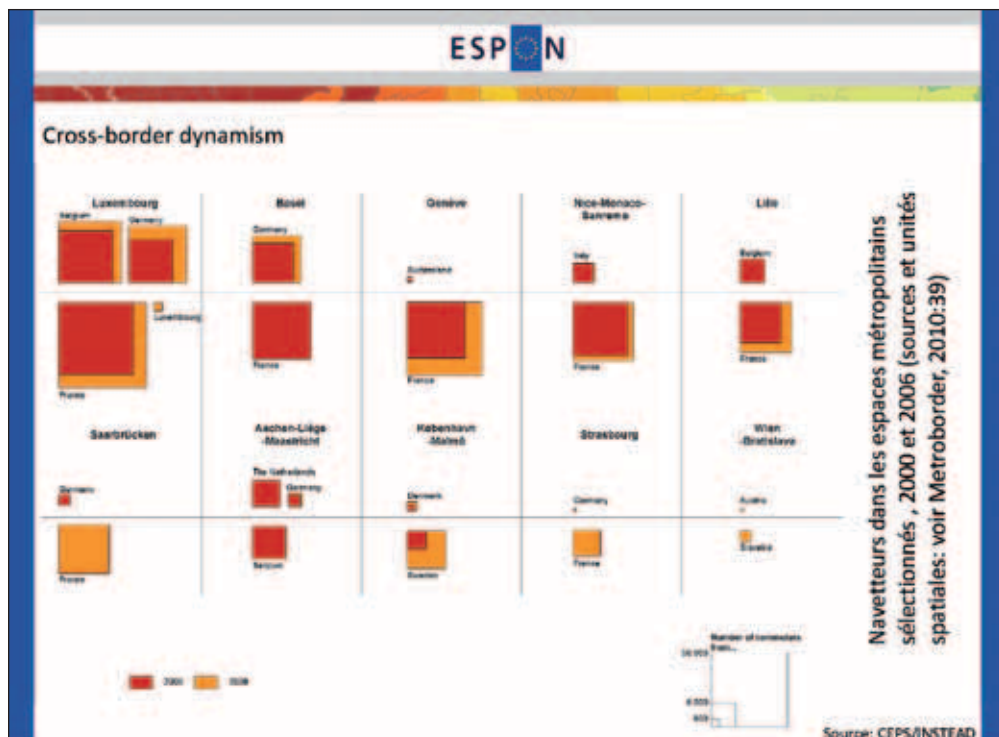 ESPON
Cross-border dynamism
Luxembourg
Basel
Genève
Nice-Monaco-
Sanremo
Lille
Belgium
Germany
Germany
Switzerland
Italy
Belgium
France
Luxembourg
France
France
France
France
Saarbrücken
Aachen-Liège
-Maastricht
København
-Malmö
Strasbourg
Wien
-Bratislava
Germany
The Netherlands
Germany
Denmark
Germany
Austria
France
Belgium
Sweden
France
Slovakia
2000
2006
Number of commuters
from...
Source: CEPS/INSTEAD
Navetteurs dans les espaces métropolitains
sélectionnés , 2000 et 2006 (sources et unités
spatiales: voir Metroborder, 2010:39)